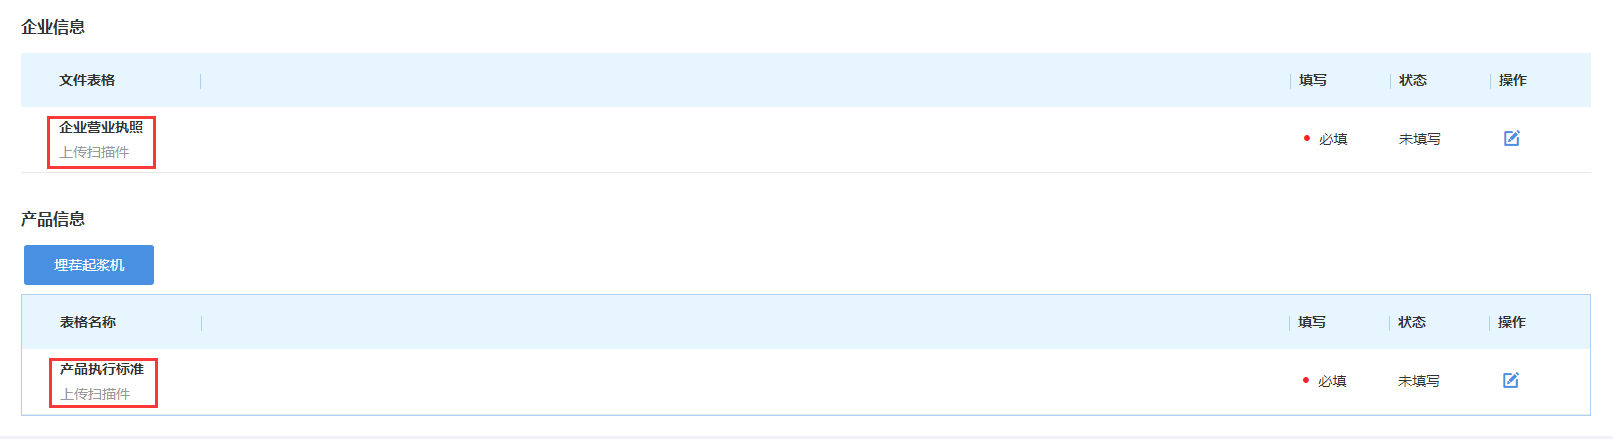 企业信息
文件表格 填写 状态 操作
企业营业执照
上传扫描件
必填 未填写
产品信息
埋茬起浆机
表格名称 填写 状态 操作
产品执行标准
上传扫描件
必填 未填写